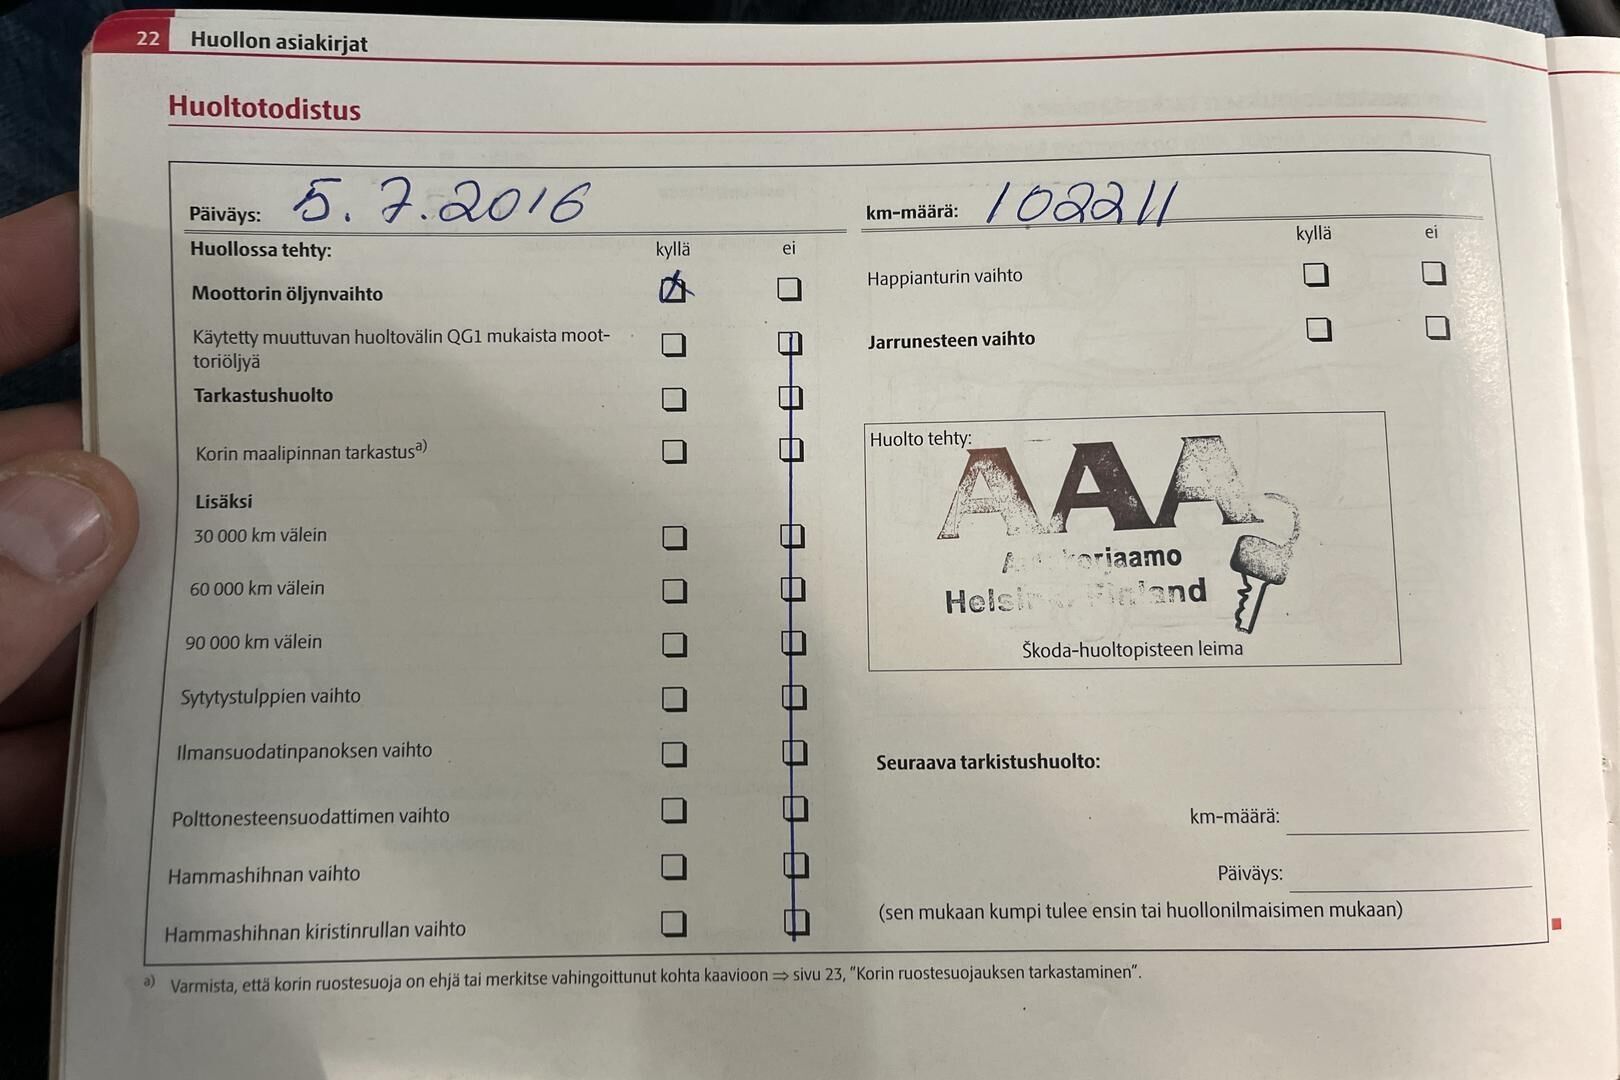 22 Huollon asiakirjat
Huoltotodistus
Päiväys: 5.7.2016
km-määrä: 102211
Huollossa tehty: kyllä ei
Moottorin öljynvaihto
Käytetty muuttuvan huoltovälin QG1 mukaista moot-
toriöljyä
Tarkastushuolto
Korin maalipinnan tarkastus a)
Lisäksi
30 000 km välein
60 000 km välein
90 000 km välein
Sytytystulppien vaihto
Ilmansuodatinpanoksen vaihto
Polttonesteensuodattimen vaihto
Hammashihnan vaihto
Hammashihnan kiristinrullan vaihto
kyllä ei
Happianturin vaihto
Jarrunesteen vaihto
Huolto tehty:
AAA
Autokorjaamo
Helsinki, Finland
Škoda-huoltopisteen leima
Seuraava tarkistushuolto:
km-määrä:
Päiväys:
(sen mukaan kumpi tulee ensin tai huollonilmaisimen mukaan)
a) Varmista, että korin ruostesuoja on ehjä tai merkitse vahingoittunut kohta kaavioon ⇒ sivu 23, "Korin ruostesuojauksen tarkastaminen".